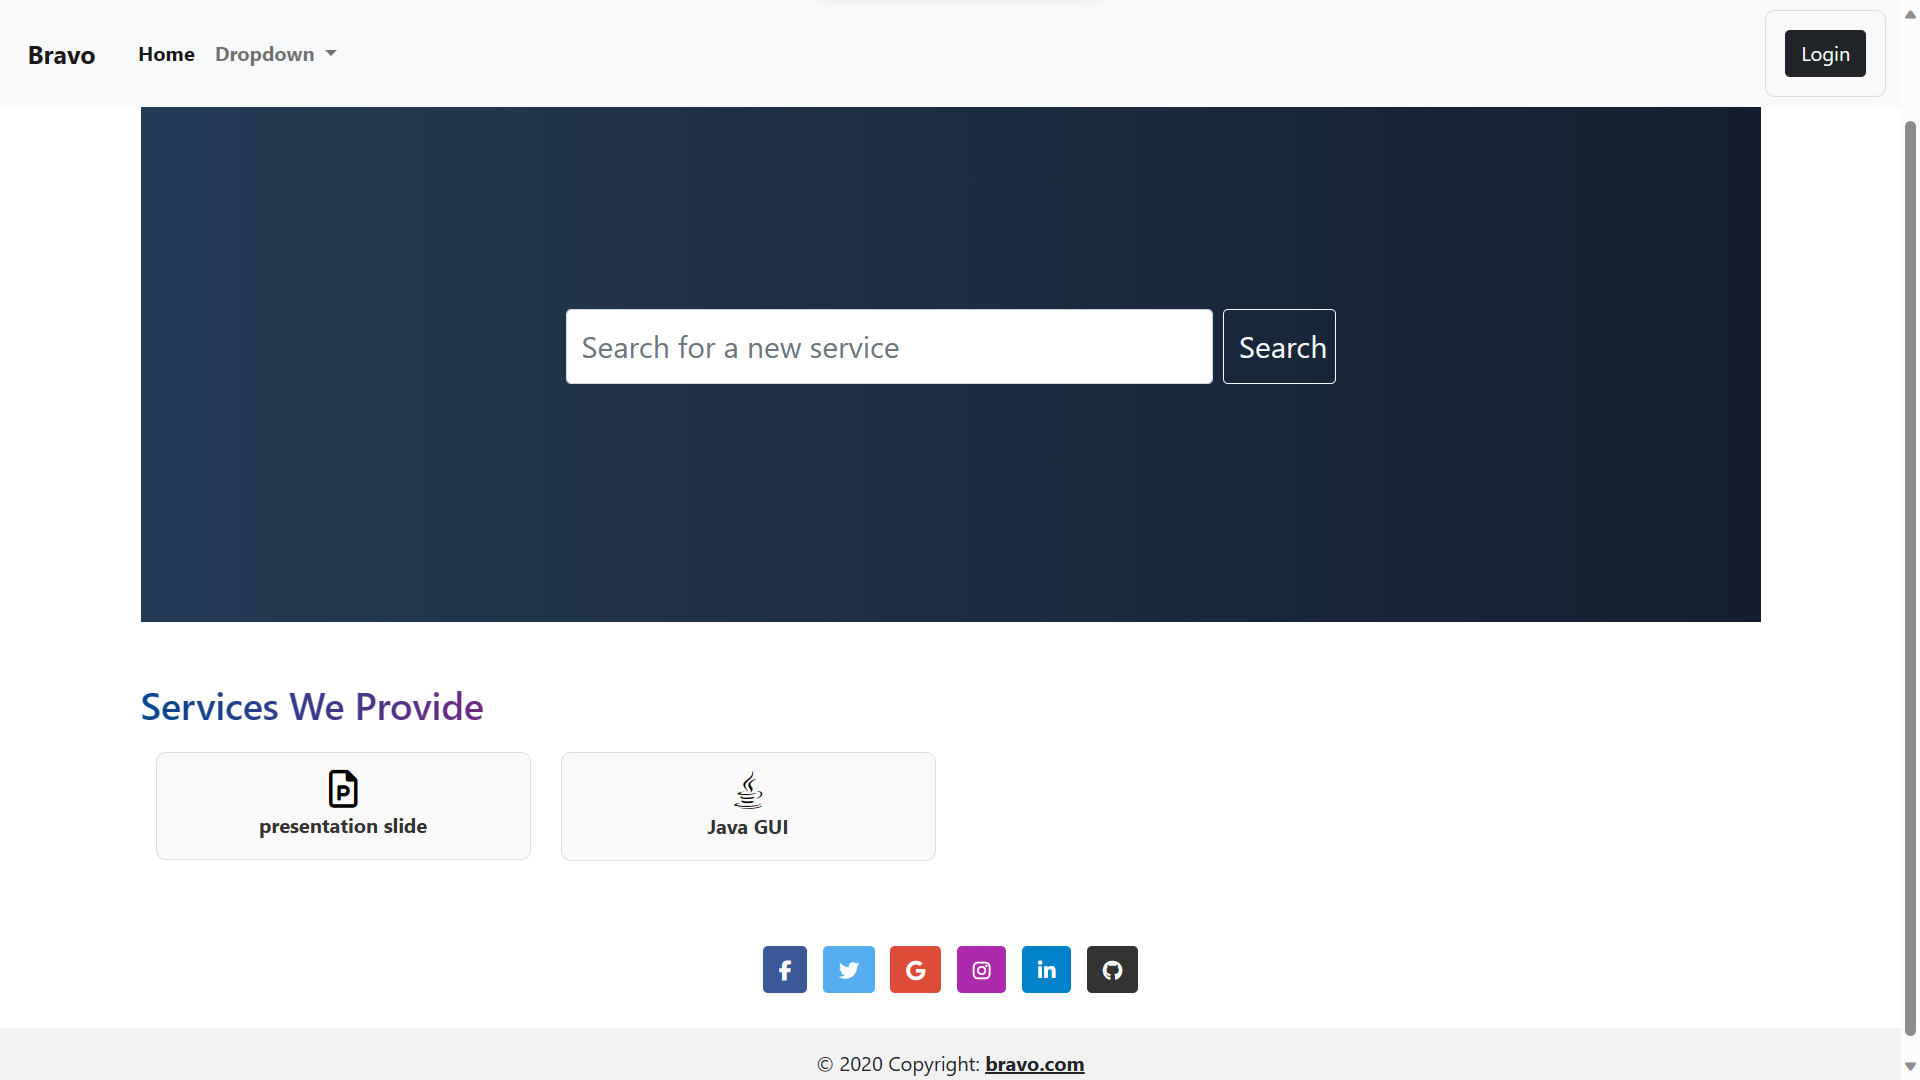 Bravo Home Dropdown Login
Search for a new service Search
Services We Provide
presentation slide
Java GUI
© 2020 Copyright: bravo.com